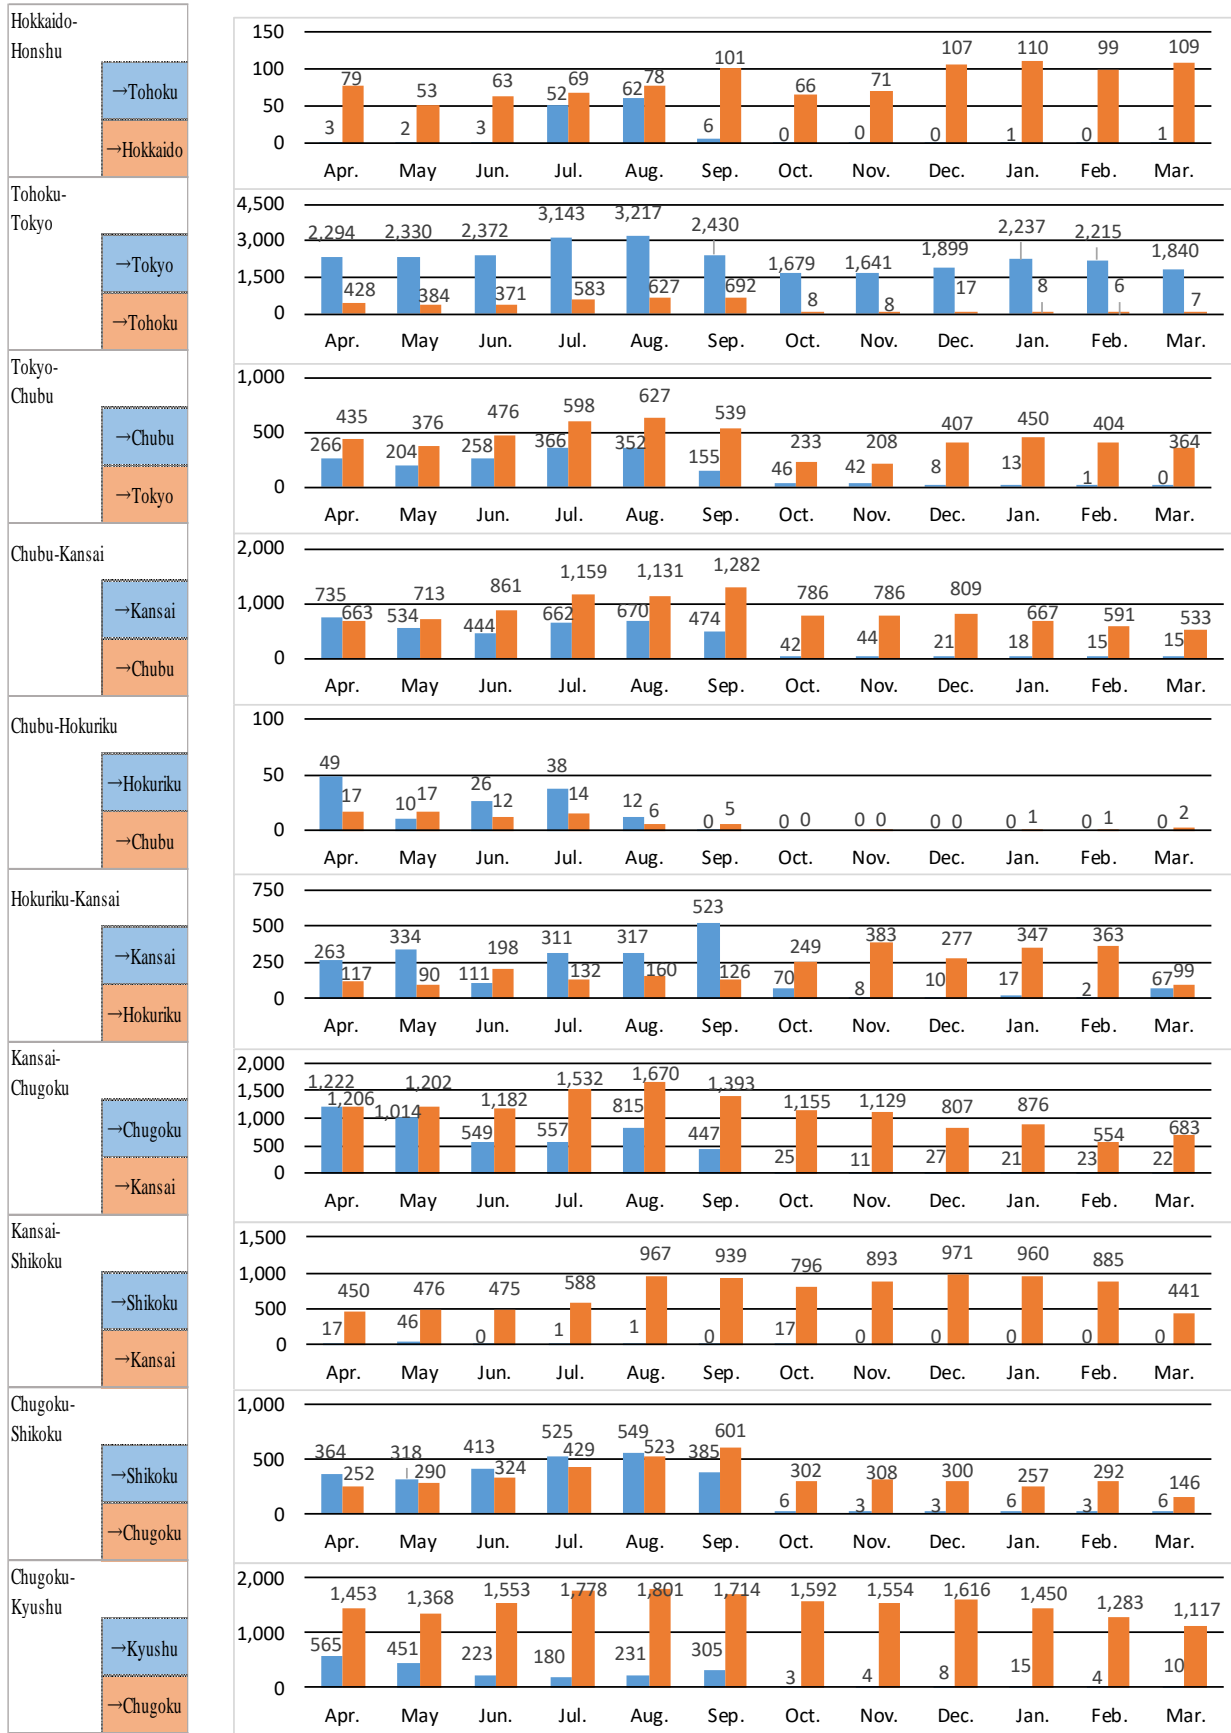 Hokkaido-
Honshu
→Tohoku
→Hokkaido
150
100
50
0
79 53 63 52 69 62 78 101 66 71 107 110 99 109
3 2 3 6 0 0 0 1 0 1
Apr. May Jun. Jul. Aug. Sep. Oct. Nov. Dec. Jan. Feb. Mar.
Tohoku-
Tokyo
→Tokyo
→Tohoku
4,500
3,000
1,500
0
2,294 2,330 2,372 3,143 3,217 2,430 1,679 1,641 1,899 2,237 2,215 1,840
428 384 371 583 627 692 8 8 17 8 6 7
Apr. May Jun. Jul. Aug. Sep. Oct. Nov. Dec. Jan. Feb. Mar.
Tokyo-
Chubu
→Chubu
→Tokyo
1,000
500
0
435 376 476 598 627 539 233 208 407 450 404 364
266 204 258 366 352 155 46 42 8 13 1 0
Apr. May Jun. Jul. Aug. Sep. Oct. Nov. Dec. Jan. Feb. Mar.
Chubu-Kansai
→Kansai
→Chubu
2,000
1,000
0
735 534 444 662 670 474 42 44 21 18 15 15
663 713 861 1,159 1,131 1,282 786 786 809 667 591 533
Apr. May Jun. Jul. Aug. Sep. Oct. Nov. Dec. Jan. Feb. Mar.
Chubu-Hokuriku
→Hokuriku
→Chubu
100
50
0
49 10 26 38 12 0 0 0 0 0 0 0
17 17 12 14 6 5 0 0 0 1 1 2
Apr. May Jun. Jul. Aug. Sep. Oct. Nov. Dec. Jan. Feb. Mar.
Hokuriku-Kansai
→Kansai
→Hokuriku
750
500
250
0
263 334 111 311 317 523 70 8 10 17 2 67
117 90 198 132 160 126 249 383 277 347 363 99
Apr. May Jun. Jul. Aug. Sep. Oct. Nov. Dec. Jan. Feb. Mar.
Kansai-
Chugoku
→Chugoku
→Kansai
2,000
1,500
1,000
500
0
1,222 1,014 549 557 815 447 25 11 27 21 23 22
1,206 1,202 1,182 1,532 1,670 1,393 1,155 1,129 807 876 554 683
Apr. May Jun. Jul. Aug. Sep. Oct. Nov. Dec. Jan. Feb. Mar.
Kansai-
Shikoku
→Shikoku
→Kansai
1,500
1,000
500
0
450 476 475 588 967 939 796 893 971 960 885 441
17 46 0 1 1 0 17 0 0 0 0 0
Apr. May Jun. Jul. Aug. Sep. Oct. Nov. Dec. Jan. Feb. Mar.
Chugoku-
Shikoku
→Shikoku
→Chugoku
1,000
500
0
364 318 413 525 549 385 6 3 3 6 3 6
252 290 324 429 523 601 302 308 300 257 292 146
Apr. May Jun. Jul. Aug. Sep. Oct. Nov. Dec. Jan. Feb. Mar.
Chugoku-
Kyushu
→Kyushu
→Chugoku
2,000
1,000
0
1,453 1,368 1,553 1,778 1,801 1,714 1,592 1,554 1,616 1,450 1,283 1,117
565 451 223 180 231 305 3 4 8 15 4 10
Apr. May Jun. Jul. Aug. Sep. Oct. Nov. Dec. Jan. Feb. Mar.